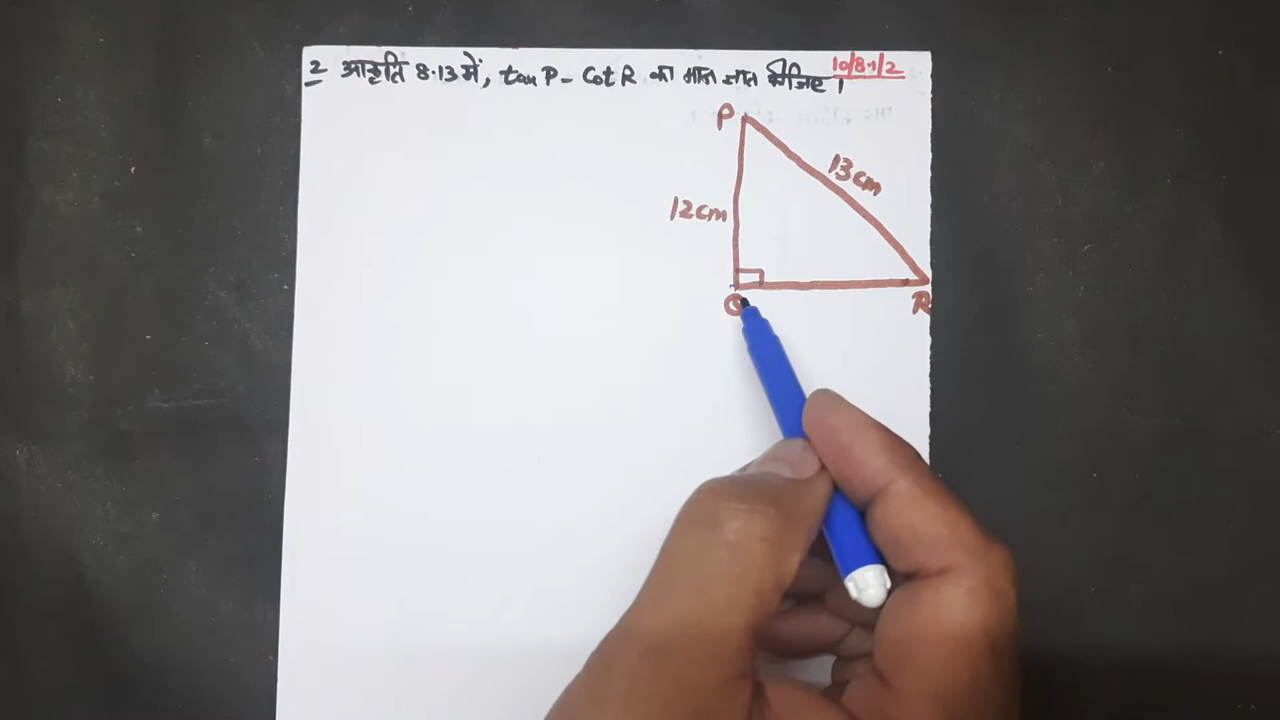 2 आकृति 8.13 में, tan P - Cot R का मान ज्ञात कीजिए।
10/8.1/2
P
13cm
12cm
Q
R